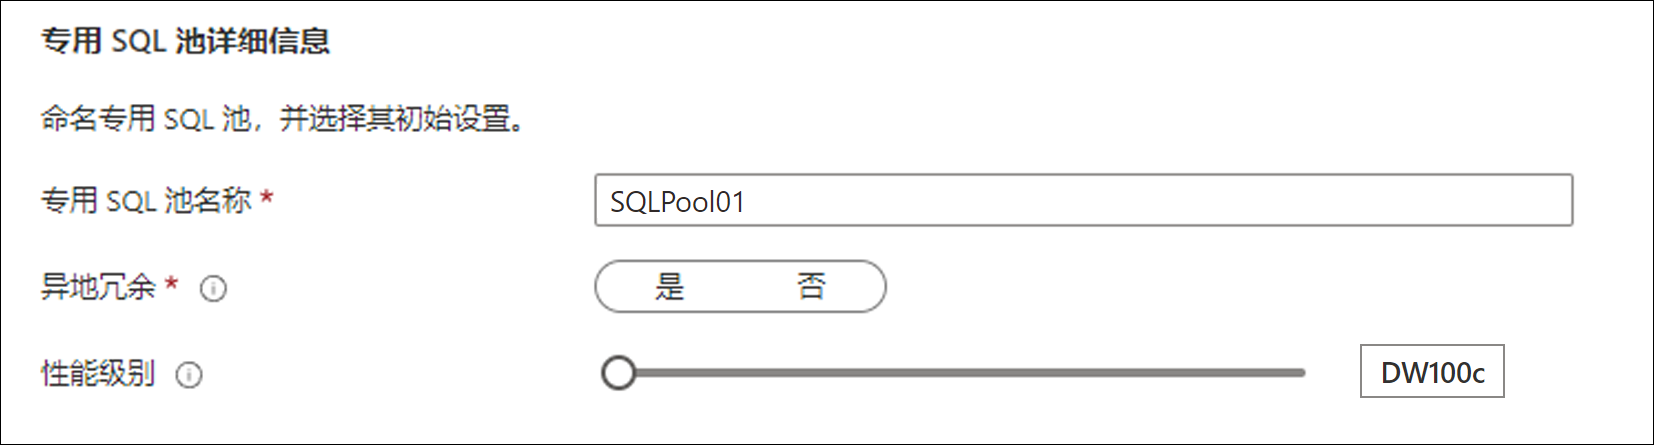 专用 SQL 池详细信息
命名专用 SQL 池，并选择其初始设置。
专用 SQL 池名称 * SQLPool01
异地冗余 * 是 否
性能级别 DW100c